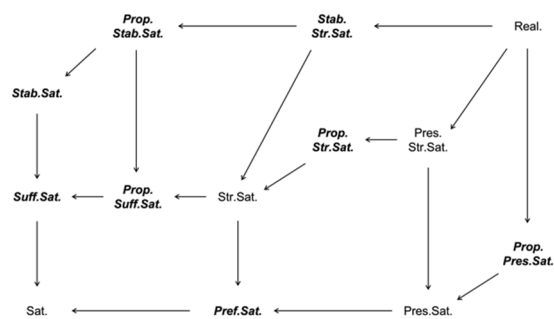 Prop.
Stab.Sat.
Stab.
Str.Sat.
Real.
Stab.Sat.
Prop.
Str.Sat.
Pres.
Str.Sat.
Suff.Sat.
Prop.
Suff.Sat.
Str.Sat.
Prop.
Pres.Sat.
Sat.
Pref.Sat.
Pres.Sat.